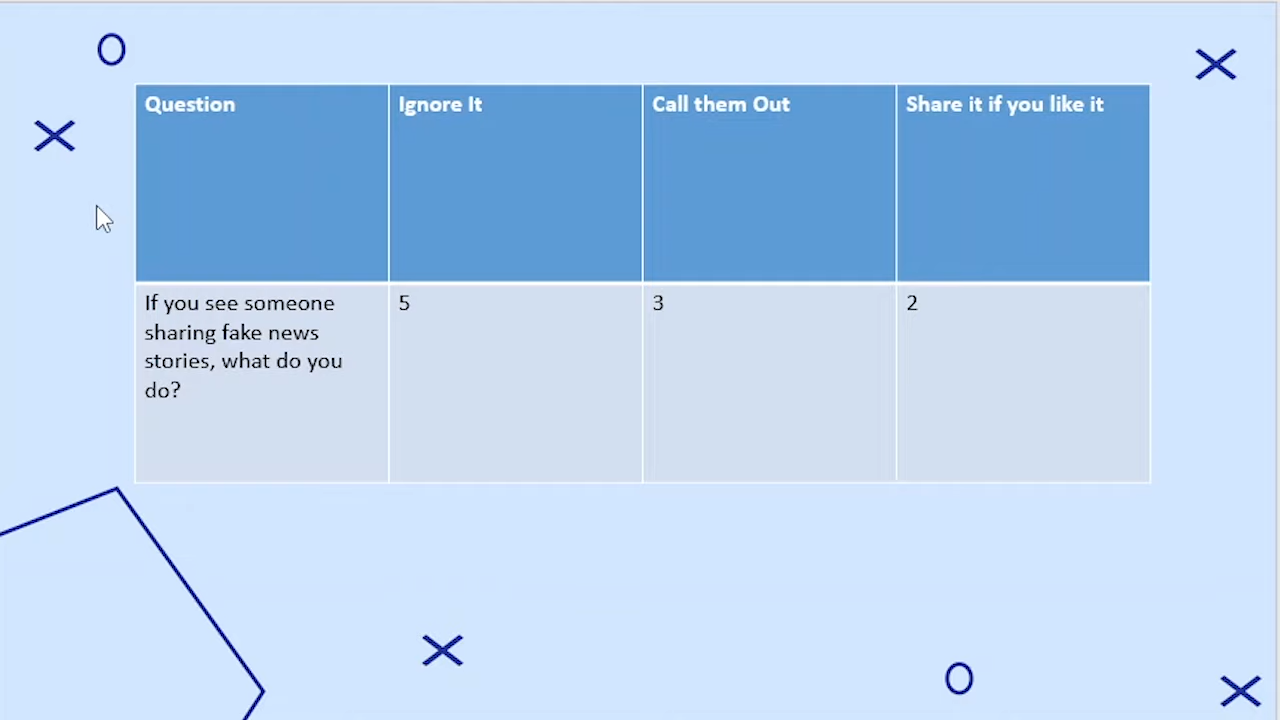 Question
Ignore It
Call them Out
Share it if you like it
If you see someone
sharing fake news
stories, what do you
do?
5
3
2